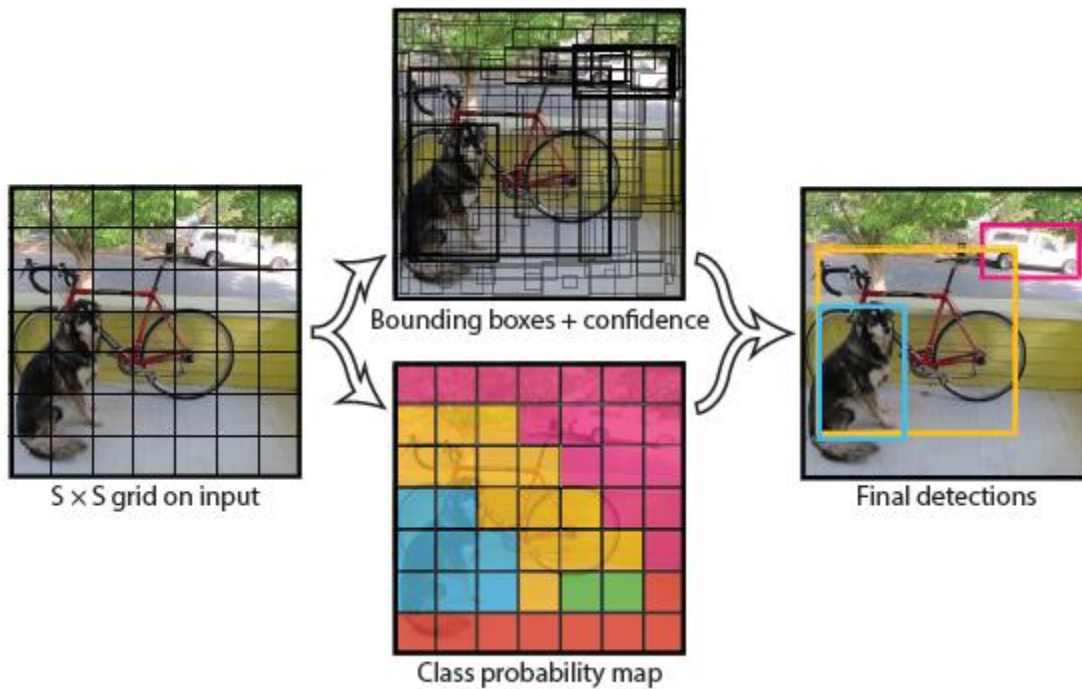 S × S grid on input
Bounding boxes + confidence
Class probability map
Final detections